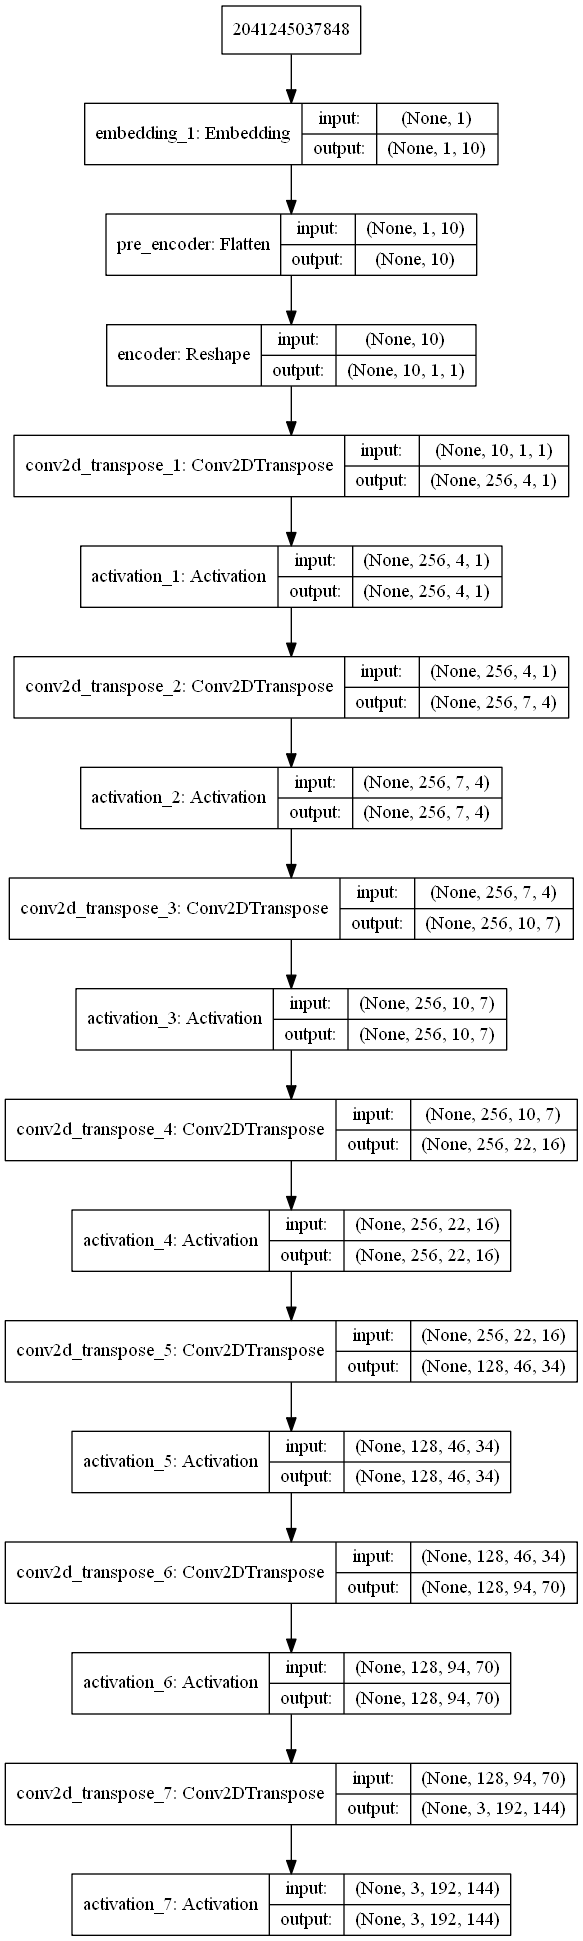 2041245037848
embedding_1: Embedding
input: (None, 1)
output: (None, 1, 10)
pre_encoder: Flatten
input: (None, 1, 10)
output: (None, 10)
encoder: Reshape
input: (None, 10)
output: (None, 10, 1, 1)
conv2d_transpose_1: Conv2DTranspose
input: (None, 10, 1, 1)
output: (None, 256, 4, 1)
activation_1: Activation
input: (None, 256, 4, 1)
output: (None, 256, 4, 1)
conv2d_transpose_2: Conv2DTranspose
input: (None, 256, 4, 1)
output: (None, 256, 7, 4)
activation_2: Activation
input: (None, 256, 7, 4)
output: (None, 256, 7, 4)
conv2d_transpose_3: Conv2DTranspose
input: (None, 256, 7, 4)
output: (None, 256, 10, 7)
activation_3: Activation
input: (None, 256, 10, 7)
output: (None, 256, 10, 7)
conv2d_transpose_4: Conv2DTranspose
input: (None, 256, 10, 7)
output: (None, 256, 22, 16)
activation_4: Activation
input: (None, 256, 22, 16)
output: (None, 256, 22, 16)
conv2d_transpose_5: Conv2DTranspose
input: (None, 256, 22, 16)
output: (None, 128, 46, 34)
activation_5: Activation
input: (None, 128, 46, 34)
output: (None, 128, 46, 34)
conv2d_transpose_6: Conv2DTranspose
input: (None, 128, 46, 34)
output: (None, 128, 94, 70)
activation_6: Activation
input: (None, 128, 94, 70)
output: (None, 128, 94, 70)
conv2d_transpose_7: Conv2DTranspose
input: (None, 128, 94, 70)
output: (None, 3, 192, 144)
activation_7: Activation
input: (None, 3, 192, 144)
output: (None, 3, 192, 144)